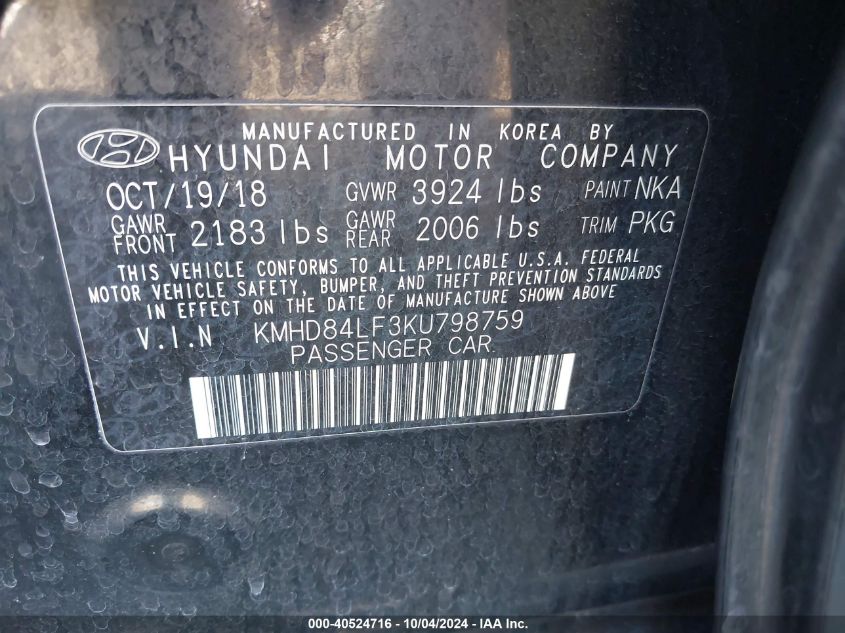 MANUFACTURED IN KOREA BY
HYUNDAI MOTOR COMPANY
OCT/19/18 GVWR 3924 lbs PAINT NKA
GAWR FRONT 2183 lbs GAWR REAR 2006 lbs TRIM PKG
THIS VEHICLE CONFORMS TO ALL APPLICABLE U.S.A. FEDERAL
MOTOR VEHICLE SAFETY, BUMPER, AND THEFT PREVENTION STANDARDS
IN EFFECT ON THE DATE OF MANUFACTURE SHOWN ABOVE
V.I.N KMHD84LF3KU798759
PASSENGER CAR.
000-40524716 - 10/04/2024 - IAA Inc.